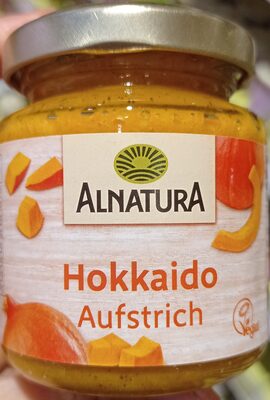 ALNATURA
Hokkaido
Aufstrich
Vegan